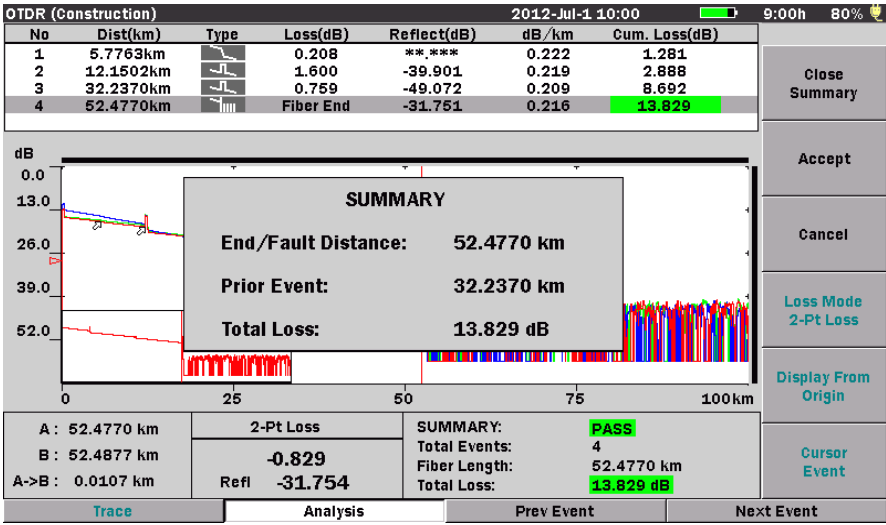 OTDR (Construction) 2012-Jul-1 10:00 9:00h 80%
No Dist(km) Type Loss(dB) Reflect(dB) dB/km Cum. Loss(dB)
1 5.7763km 0.208 **.*** 0.222 1.281
2 12.1502km 1.600 -39.901 0.219 2.888
3 32.2370km 0.759 -49.072 0.209 8.692
4 52.4770km Fiber End -31.751 0.216 13.829
Close
Summary
Accept
Cancel
Loss Mode
2-Pt Loss
Display From
Origin
Cursor
Event
dB
0.0
13.0
26.0
39.0
52.0
SUMMARY
End/Fault Distance: 52.4770 km
Prior Event: 32.2370 km
Total Loss: 13.829 dB
0 25 50 75 100km
A: 52.4770 km
B: 52.4877 km
A->B: 0.0107 km
2-Pt Loss
-0.829
Refl -31.754
SUMMARY: PASS
Total Events: 4
Fiber Length: 52.4770 km
Total Loss: 13.829 dB
Trace Analysis Prev Event Next Event